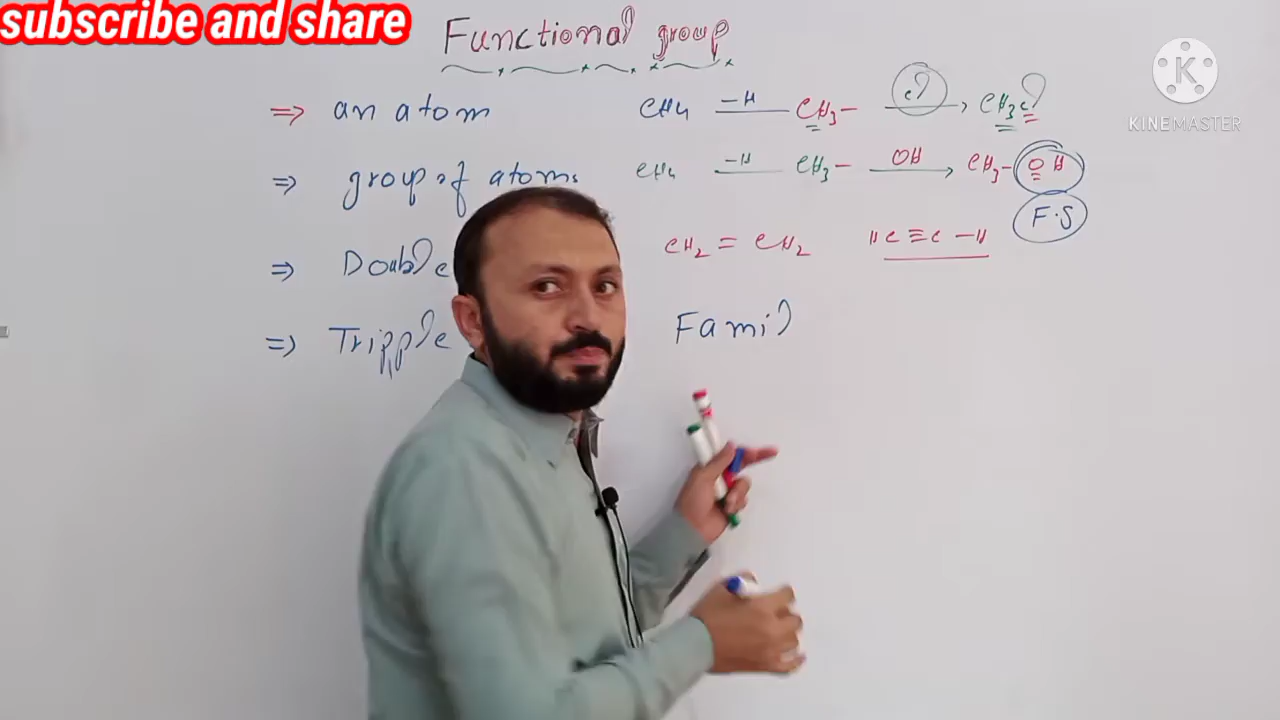 subscribe and share
Functional group
⇒ an atom
CH4 —H CH3— Cl → CH3Cl
⇒ group of atoms
CH4 —H CH3— OH → CH3-OH
F.S
⇒ Double
CH2 = CH2 H C ≡ C — H
⇒ Tripple
Famil
KINEMASTER